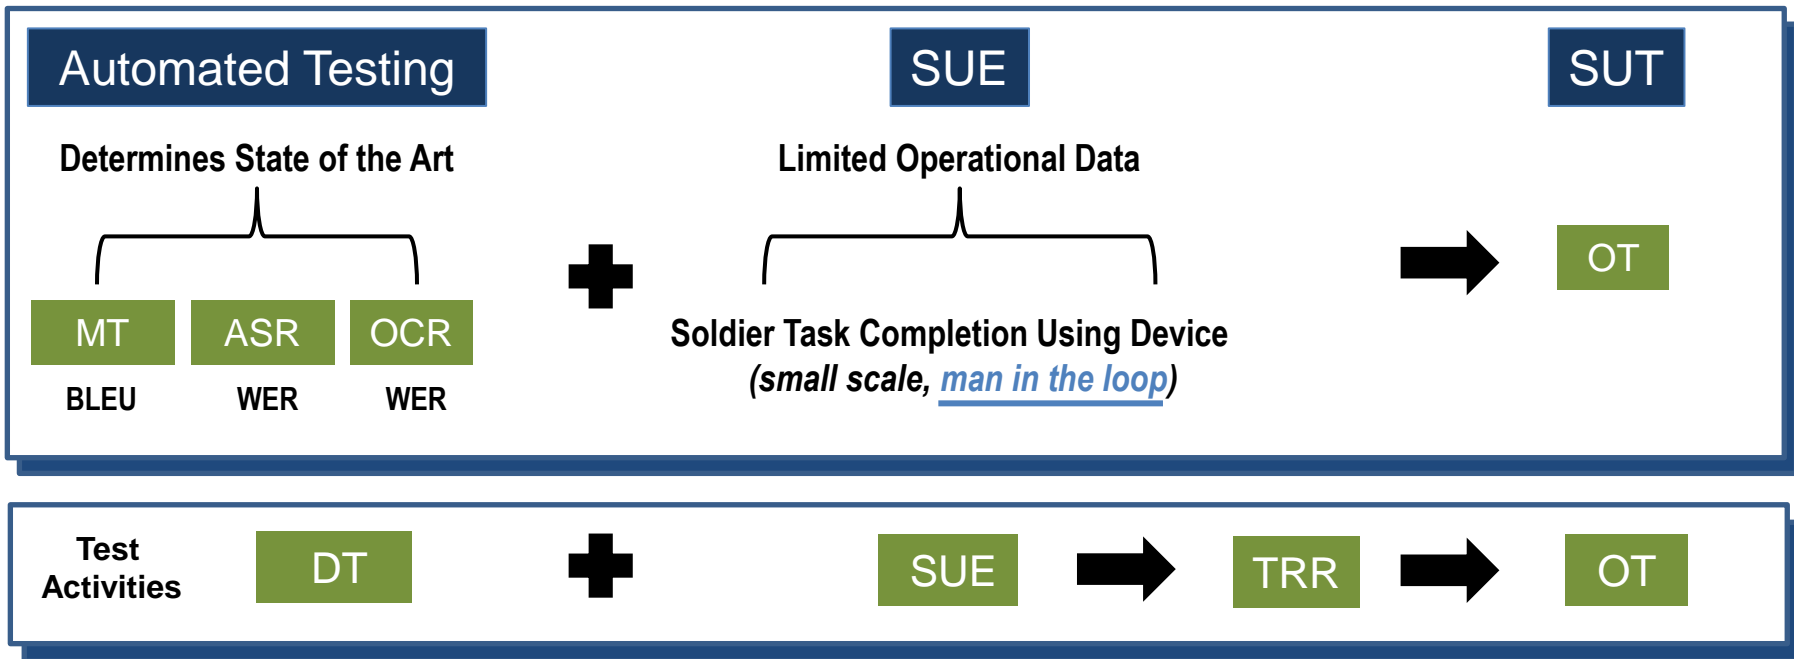 Automated Testing
SUE
SUT
Determines State of the Art
Limited Operational Data
OT
MT
ASR
OCR
Soldier Task Completion Using Device
(small scale, man in the loop)
BLEU
WER
WER
Test
Activities
DT
SUE
TRR
OT